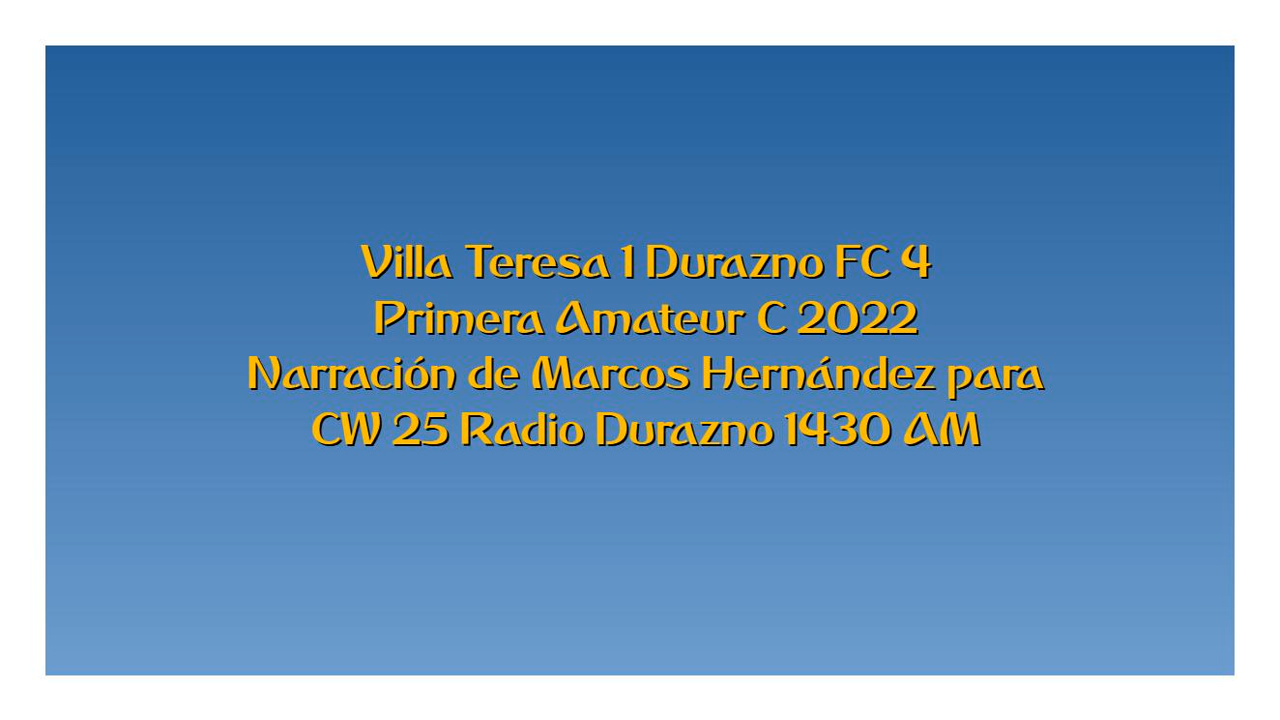 Villa Teresa 1 Durazno FC 4
Primera Amateur C 2022
Narración de Marcos Hernández para
CW 25 Radio Durazno 1430 AM